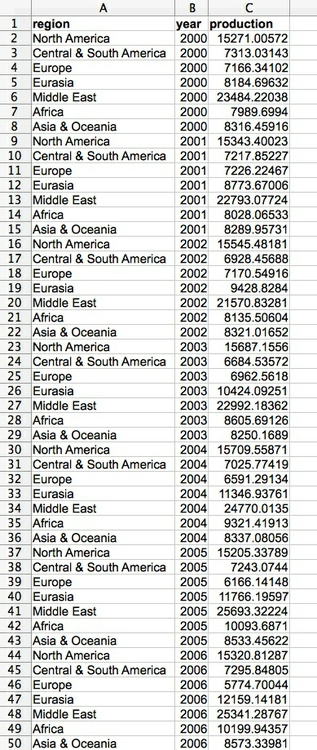 A B C
1 region year production
2 North America 2000 15271.00572
3 Central & South America 2000 7313.03143
4 Europe 2000 7166.34102
5 Eurasia 2000 8184.69632
6 Middle East 2000 23484.22038
7 Africa 2000 7989.6994
8 Asia & Oceania 2000 8316.45916
9 North America 2001 15343.40023
10 Central & South America 2001 7217.85227
11 Europe 2001 7226.22467
12 Eurasia 2001 8773.67006
13 Middle East 2001 22793.07724
14 Africa 2001 8028.06533
15 Asia & Oceania 2001 8289.95731
16 North America 2002 15545.48181
17 Central & South America 2002 6928.45688
18 Europe 2002 7170.54916
19 Eurasia 2002 9428.8284
20 Middle East 2002 21570.83281
21 Africa 2002 8135.50604
22 Asia & Oceania 2002 8321.01652
23 North America 2003 15687.1556
24 Central & South America 2003 6684.53572
25 Europe 2003 6962.5618
26 Eurasia 2003 10424.09251
27 Middle East 2003 22992.18362
28 Africa 2003 8605.69126
29 Asia & Oceania 2003 8250.1689
30 North America 2004 15709.55871
31 Central & South America 2004 7025.77419
32 Europe 2004 6591.29134
33 Eurasia 2004 11346.93761
34 Middle East 2004 24770.0135
35 Africa 2004 9321.41913
36 Asia & Oceania 2004 8337.08056
37 North America 2005 15205.33789
38 Central & South America 2005 7243.0744
39 Europe 2005 6166.14148
40 Eurasia 2005 11766.19597
41 Middle East 2005 25693.32224
42 Africa 2005 10093.6871
43 Asia & Oceania 2005 8533.45622
44 North America 2006 15320.81287
45 Central & South America 2006 7295.84805
46 Europe 2006 5774.70044
47 Eurasia 2006 12159.14181
48 Middle East 2006 25341.28767
49 Africa 2006 10199.94357
50 Asia & Oceania 2006 8573.33981